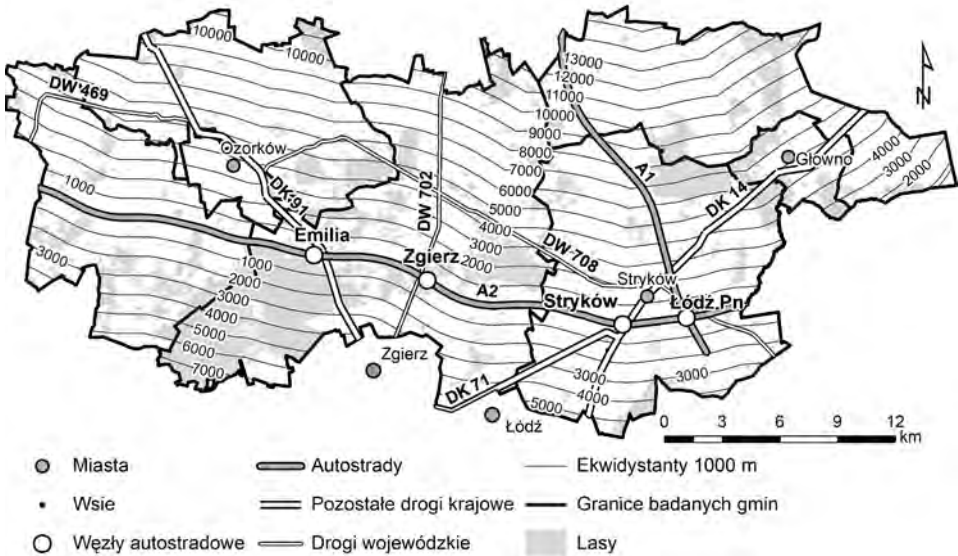 10000
10000
13000
12000
11000
10000
9000
8000
7000
6000
5000
4000
3000
2000
DW 469
Ozorków
DK 91
DW 702
A1
Głowno
4000
3000
2000
DK 14
1000
Emilia
Zgierz
DW 708
Stryków
A2
Stryków
Łódź Pn
3000
1000
2000
3000
4000
5000
6000
7000
Zgierz
DK 71
3000
4000
5000
3000
Łódź
0 3 6 9 12
km
Miasta
Wsie
Węzły autostradowe
Autostrady
Pozostałe drogi krajowe
Drogi wojewódzkie
Ekwidystanty 1000 m
Granice badanych gmin
Lasy